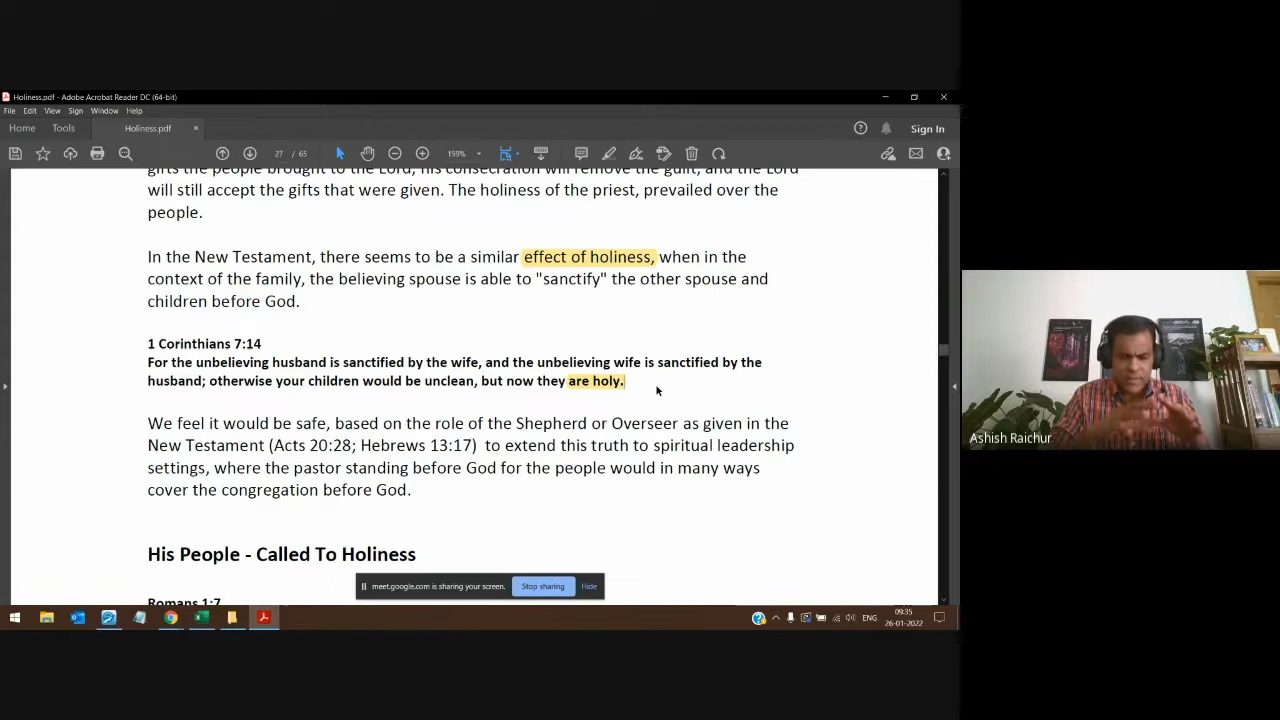 Holiness.pdf - Adobe Acrobat Reader DC (64-bit)
File Edit View Sign Window Help
Home Tools Holiness.pdf × Sign In
27 / 65 159%
gifts the people brought to the Lord, his consecration will remove the guilt, and the Lord
will still accept the gifts that were given. The holiness of the priest, prevailed over the
people.
In the New Testament, there seems to be a similar effect of holiness, when in the
context of the family, the believing spouse is able to "sanctify" the other spouse and
children before God.
1 Corinthians 7:14
For the unbelieving husband is sanctified by the wife, and the unbelieving wife is sanctified by the
husband; otherwise your children would be unclean, but now they are holy.
We feel it would be safe, based on the role of the Shepherd or Overseer as given in the
New Testament (Acts 20:28; Hebrews 13:17) to extend this truth to spiritual leadership
settings, where the pastor standing before God for the people would in many ways
cover the congregation before God.
His People - Called To Holiness
meet.google.com is sharing your screen. Stop sharing Hide
Romans 1:7
ENG
09:35
26-01-2022
Ashish Raichur